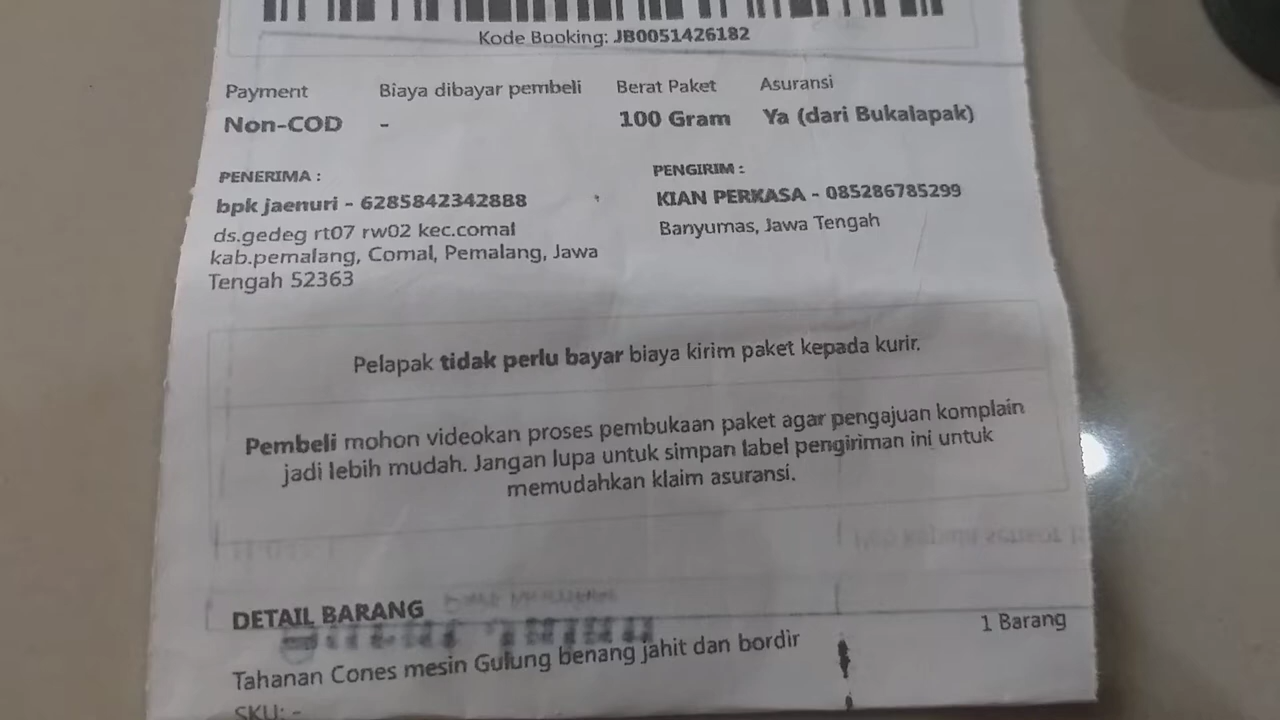 Kode Booking: JB0051426182
Payment Biaya dibayar pembeli Berat Paket Asuransi
Non-COD - 100 Gram Ya (dari Bukalapak)
PENERIMA :
bpk jaenuri - 6285842342888
ds.gedeg rt07 rw02 kec.comal
kab.pemalang, Comal, Pemalang, Jawa
Tengah 52363
PENGIRIM :
KIAN PERKASA - 085286785299
Banyumas, Jawa Tengah
Pelapak tidak perlu bayar biaya kirim paket kepada kurir.
Pembeli mohon videokan proses pembukaan paket agar pengajuan komplain
jadi lebih mudah. Jangan lupa untuk simpan label pengiriman ini untuk
memudahkan klaim asuransi.
DETAIL BARANG
1 Barang
Tahanan Cones mesin Gulung benang jahit dan bordir
SKU: -